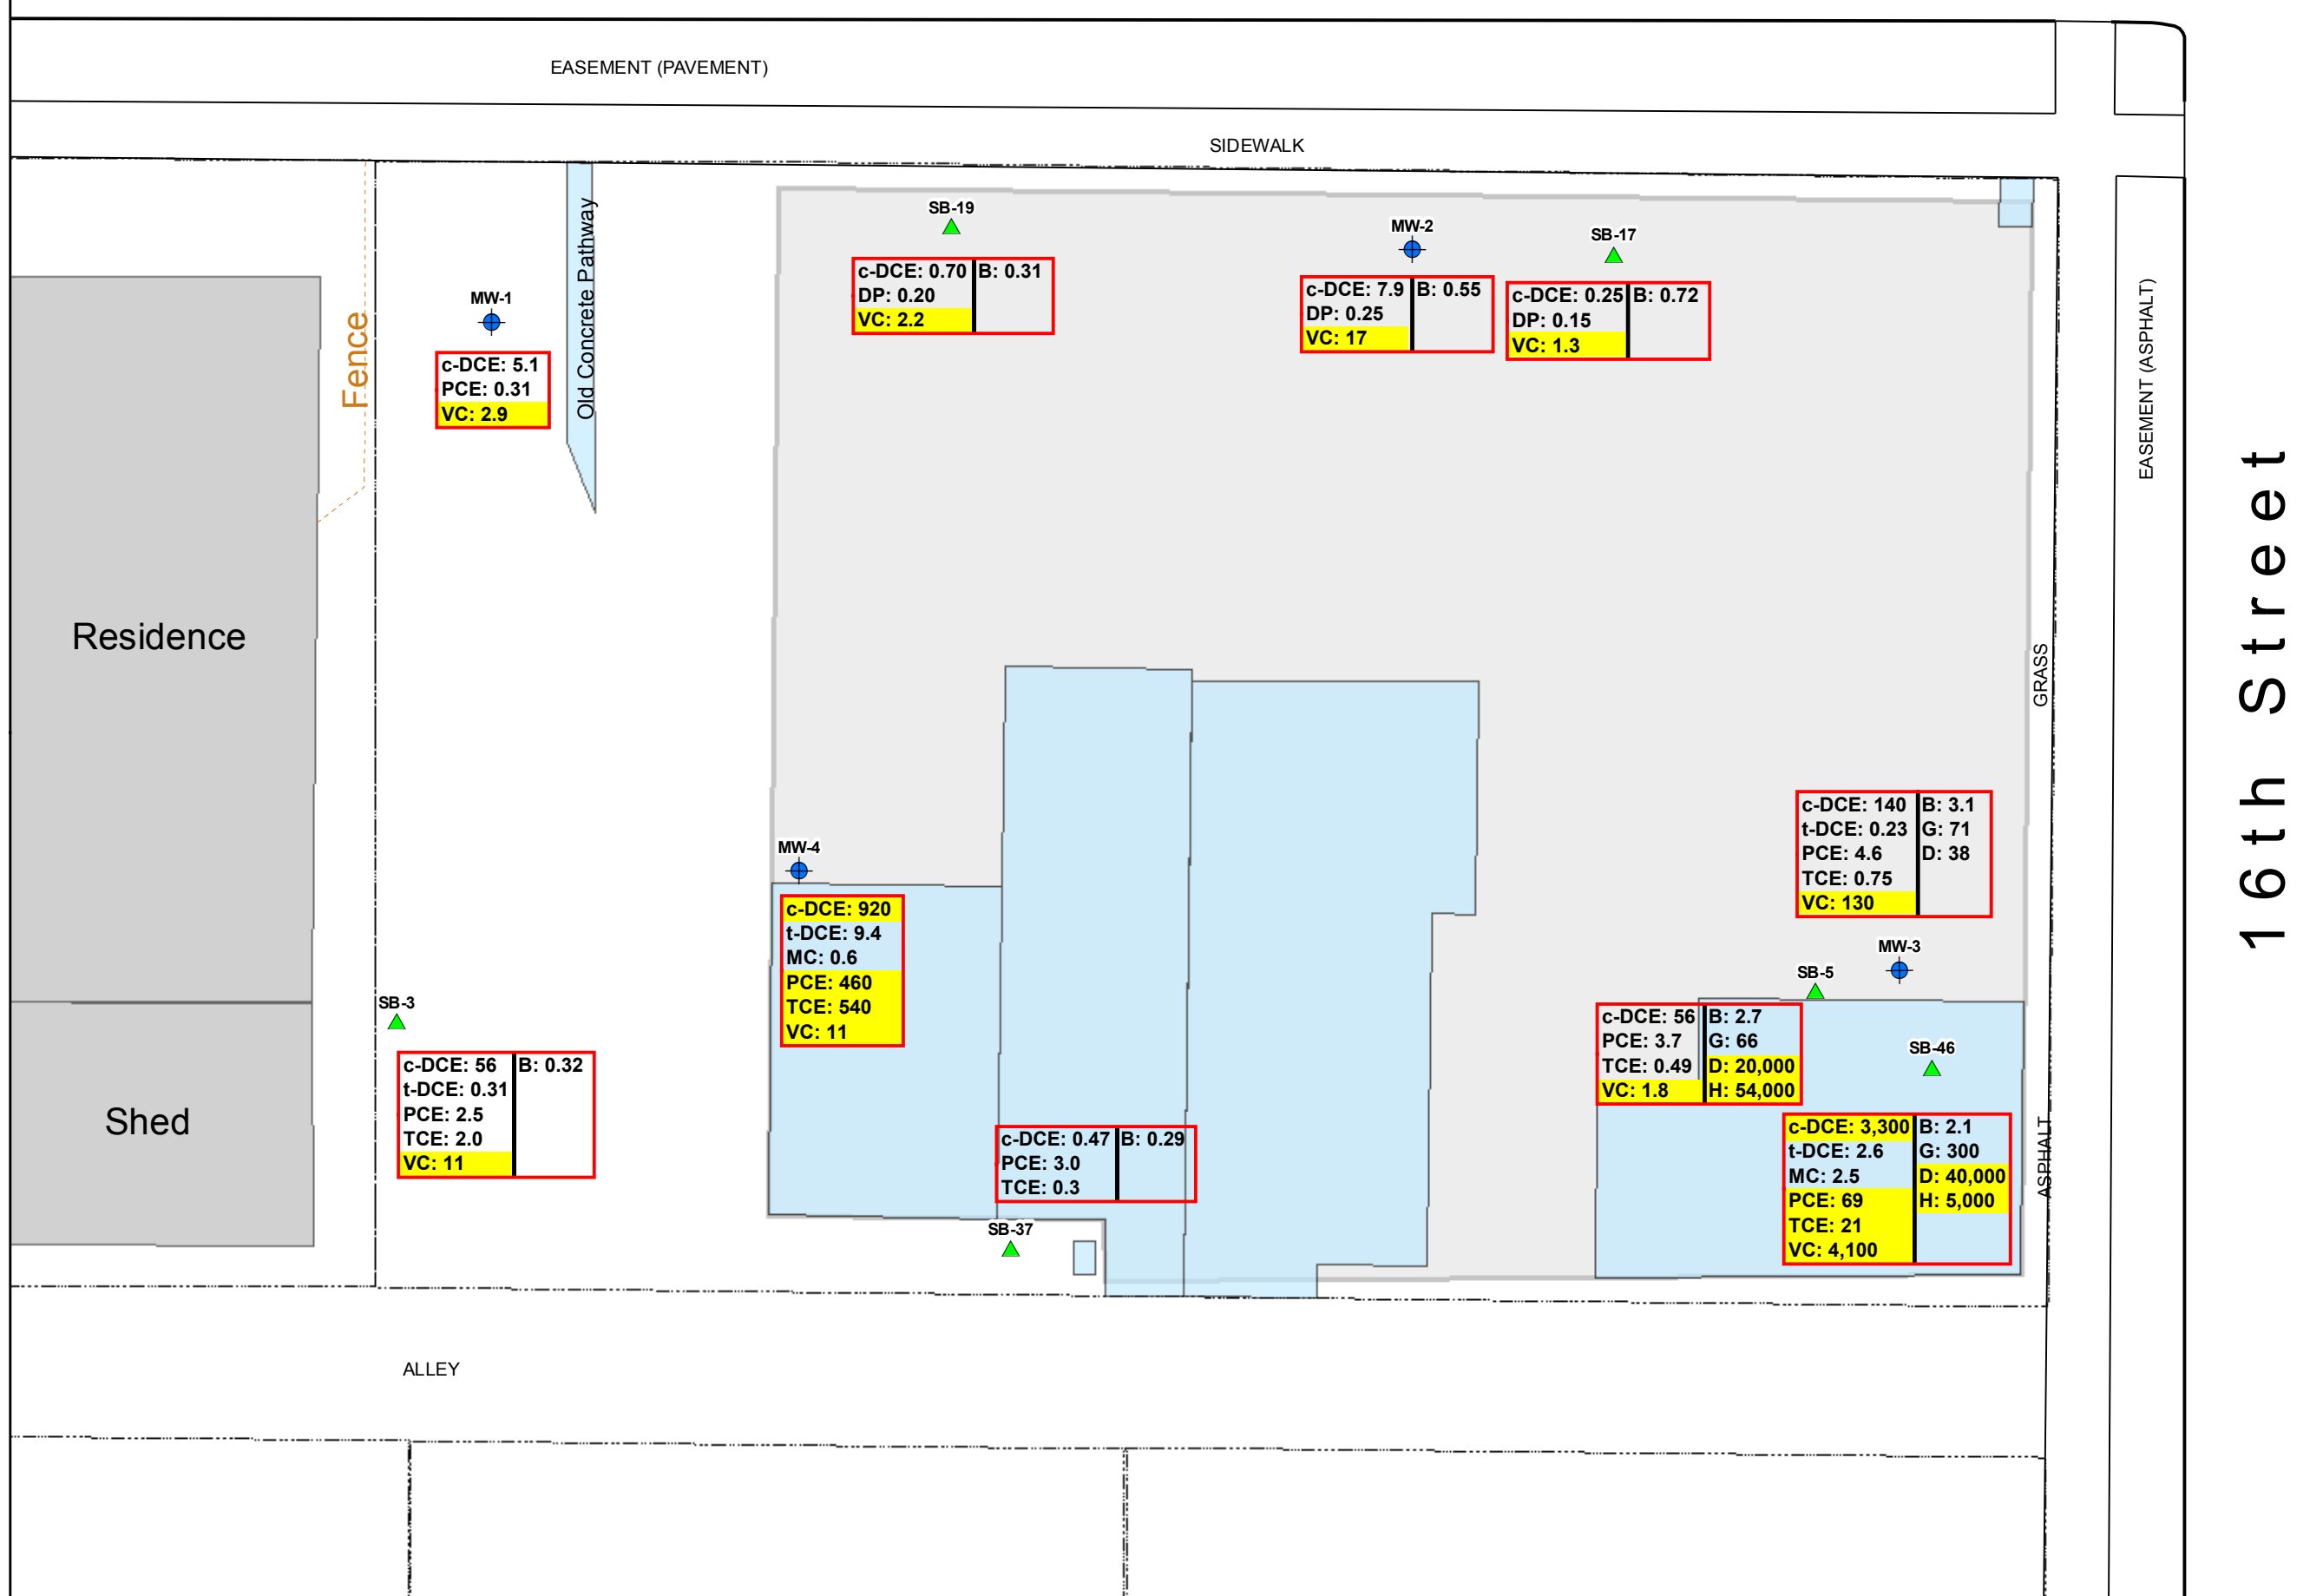 EASEMENT (PAVEMENT)
SIDEWALK
SB-19
c-DCE: 0.70 B: 0.31
DP: 0.20
VC: 2.2
MW-2
c-DCE: 7.9 B: 0.55
DP: 0.25
VC: 17
SB-17
c-DCE: 0.25 B: 0.72
DP: 0.15
VC: 1.3
MW-1
c-DCE: 5.1
PCE: 0.31
VC: 2.9
Fence
Old Concrete Pathway
EASEMENT (ASPHALT)
16th Street
Residence
GRASS
MW-4
c-DCE: 920
t-DCE: 9.4
MC: 0.6
PCE: 460
TCE: 540
VC: 11
c-DCE: 140 B: 3.1
t-DCE: 0.23 G: 71
PCE: 4.6 D: 38
TCE: 0.75
VC: 130
MW-3
SB-5
c-DCE: 56 B: 2.7
PCE: 3.7 G: 66
TCE: 0.49 D: 20,000
VC: 1.8 H: 54,000
SB-46
c-DCE: 3,300 B: 2.1
t-DCE: 2.6 G: 300
MC: 2.5 D: 40,000
PCE: 69 H: 5,000
TCE: 21
VC: 4,100
SB-3
c-DCE: 56 B: 0.32
t-DCE: 0.31
PCE: 2.5
TCE: 2.0
VC: 11
Shed
c-DCE: 0.47 B: 0.29
PCE: 3.0
TCE: 0.3
SB-37
ASPHALT
ALLEY